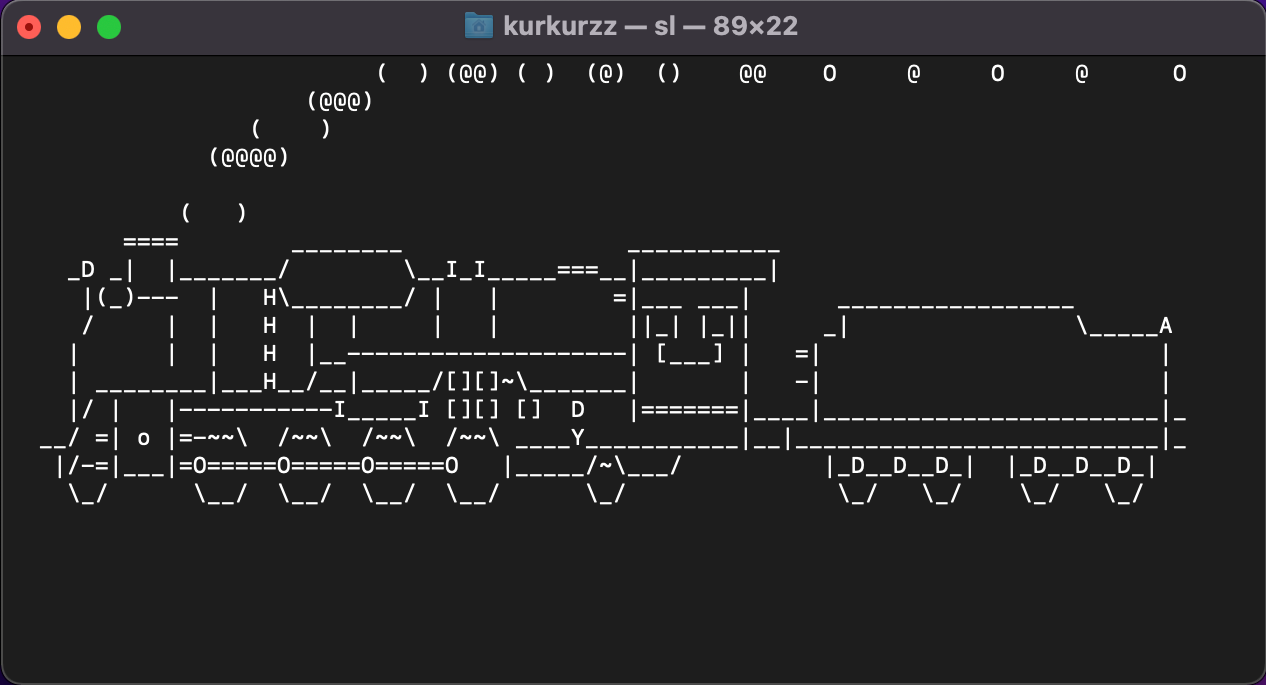 kurkurzz — sl — 89×22
                           (  ) (@@) ( )  (@)  ()    @@    O     @     O     @      O
                      (@@@)
                  (    )
               (@@@@)

             (   )
         ====        ________                ___________
     _D _|  |_______/        \__I_I_____===__|_________|
      |(_)---  |   H\________/ |   |        =|___ ___|      _________________
      /     |  |   H  |  |     |   |         ||_| |_||     _|                \_____A
     |      |  |   H  |__--------------------| [___] |   =|                        |
     | ________|___H__/__|_____/[][]~\_______|       |   -|                        |
     |/ |   |-----------I_____I [][] []  D   |=======|____|________________________|_
   __/ =| o |=-~~\  /~~\  /~~\  /~~\ ____Y___________|__|__________________________|_
    |/-=|___|=O=====O=====O=====O   |_____/~\___/          |_D__D__D_|  |_D__D__D_|
     \_/      \__/  \__/  \__/  \__/      \_/               \_/   \_/    \_/   \_/